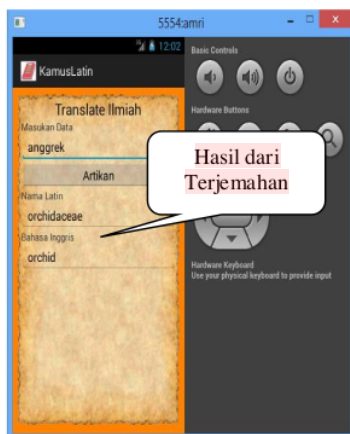 5554:amri
12:02
KamusLatin
Translate Ilmiah
Masukan Data
anggrek
Artikan
Nama Latin
orchidaceae
Bahasa Inggris
orchid
Basic Controls
Hardware Buttons
Hasil dari
Terjemahan
Hardware Keyboard
Use your physical keyboard to provide input